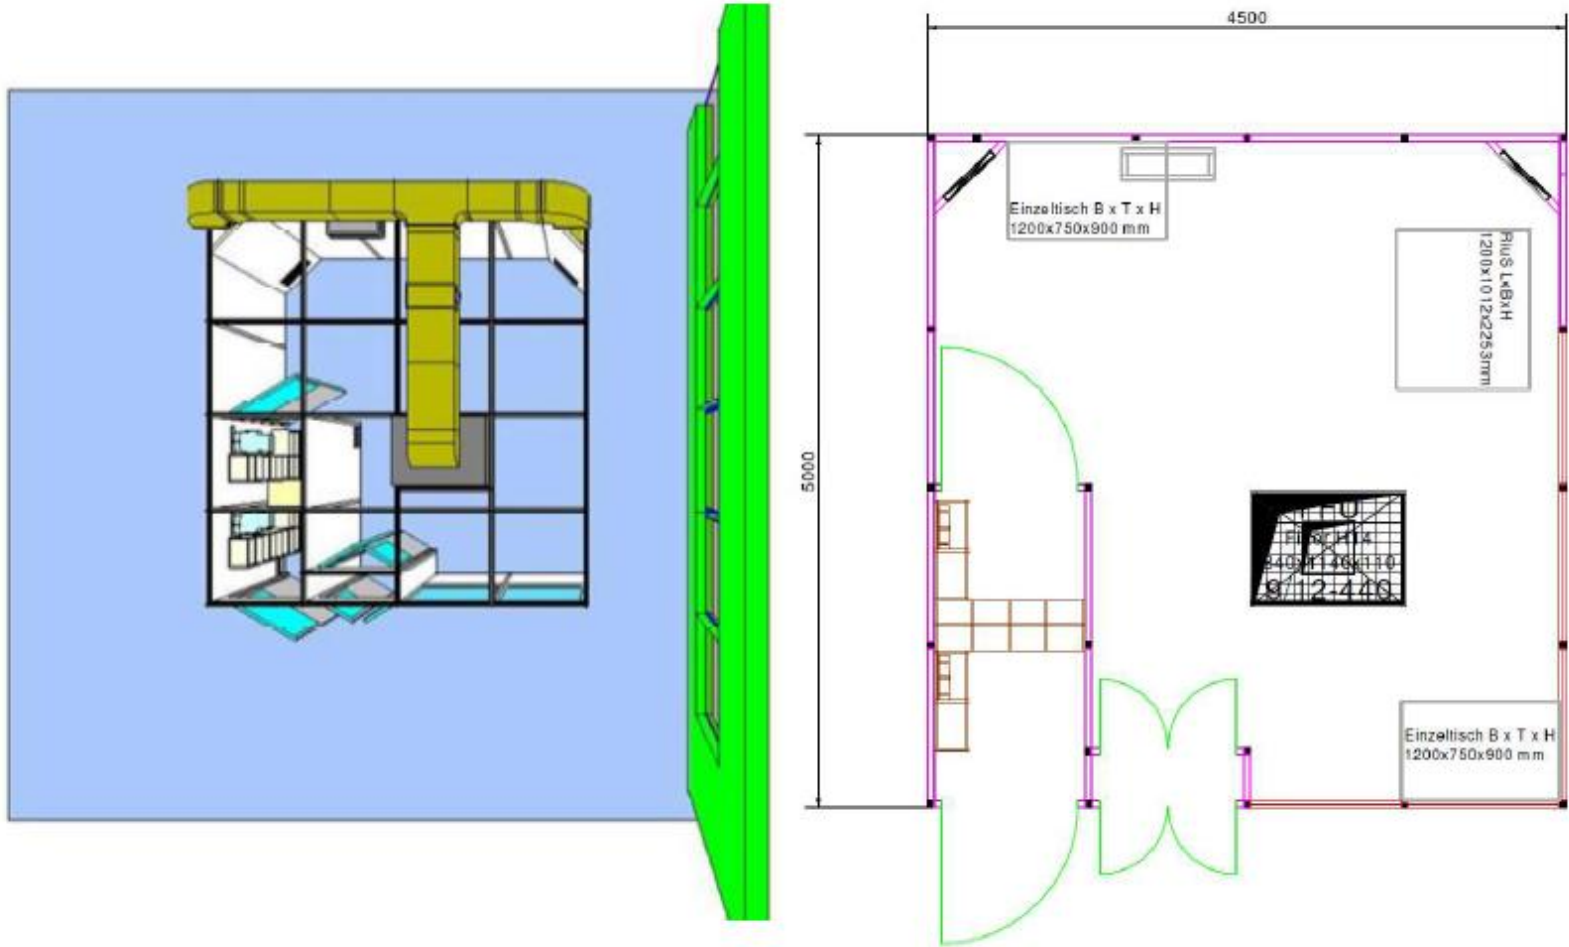 4500
5000
Einzeltisch B x T x H
1200x750x900 mm
RiuS LxBxH
1200x1012x2253mm
Einzeltisch B x T x H
1200x750x900 mm